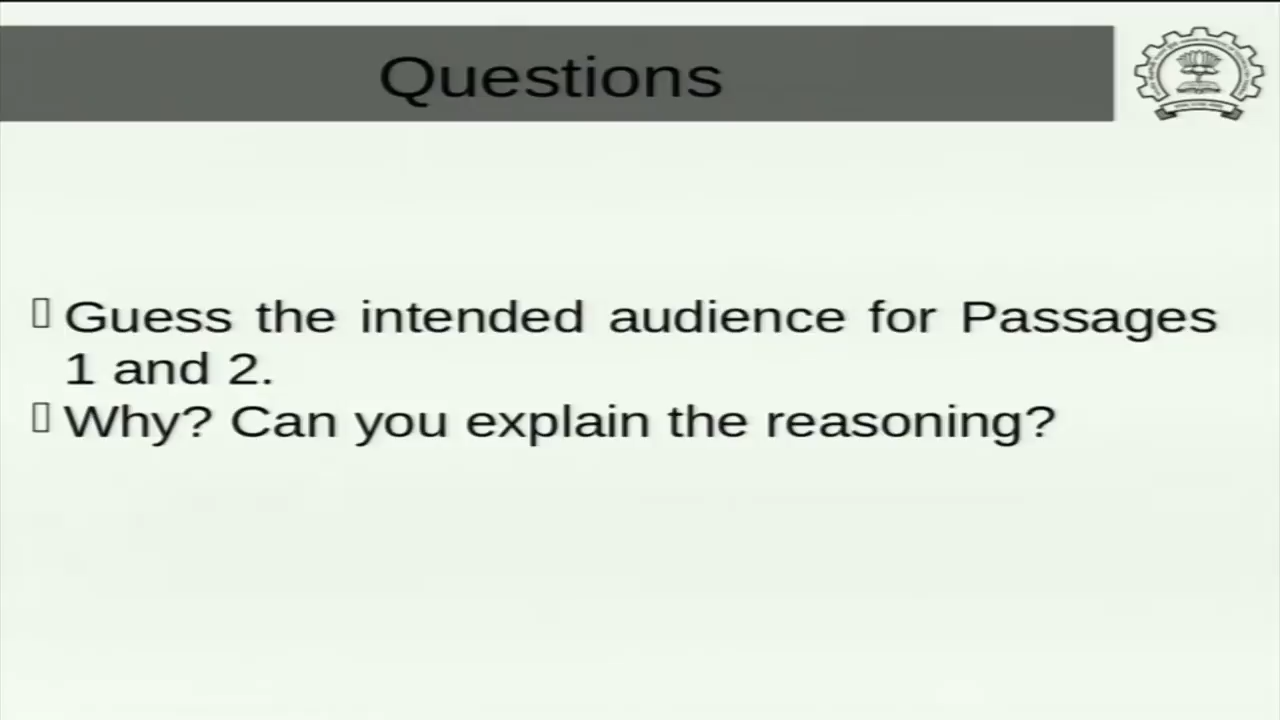 Questions
Guess the intended audience for Passages
1 and 2.
Why? Can you explain the reasoning?